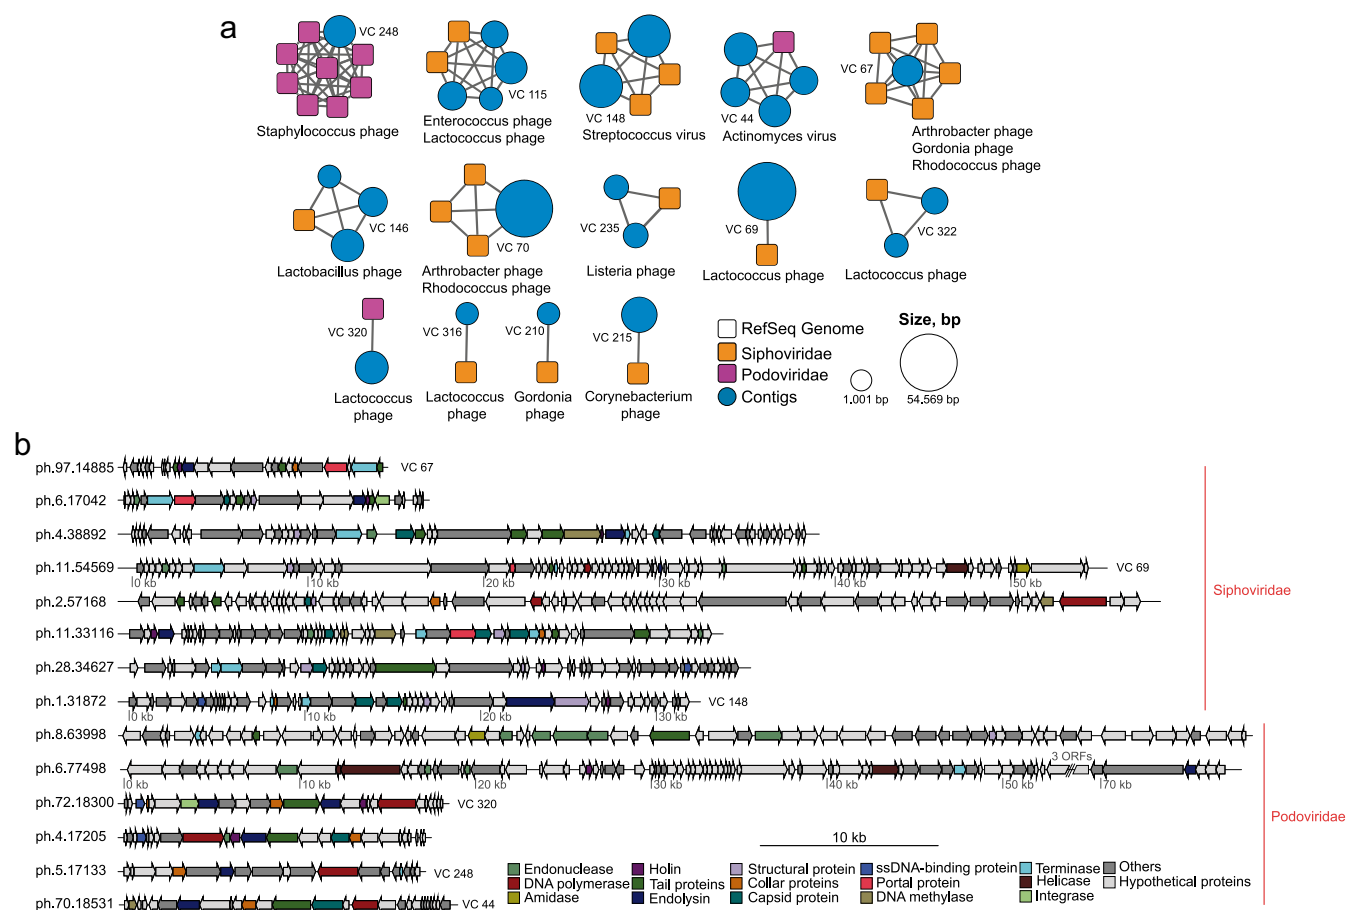 a
VC 248
Staphylococcus phage
VC 115
Enterococcus phage
Lactococcus phage
VC 148
Streptococcus virus
VC 44
Actinomyces virus
VC 67
Arthrobacter phage
Gordonia phage
Rhodococcus phage
VC 146
Lactobacillus phage
VC 70
Arthrobacter phage
Rhodococcus phage
VC 235
Listeria phage
VC 69
Lactococcus phage
VC 322
Lactococcus phage
VC 320
Lactococcus
phage
VC 316
Lactococcus
phage
VC 210
Gordonia
phage
VC 215
Corynebacterium
phage
RefSeq Genome
Siphoviridae
Podoviridae
Contigs
Size, bp
1.001 bp
54.569 bp
b
ph.97.14885
VC 67
ph.6.17042
ph.4.38892
ph.11.54569
VC 69
0 kb
10 kb
20 kb
30 kb
40 kb
50 kb
ph.2.57168
ph.11.33116
ph.28.34627
ph.1.31872
VC 148
0 kb
10 kb
20 kb
30 kb
Siphoviridae
ph.8.63998
ph.6.77498
3 ORFs
0 kb
10 kb
20 kb
30 kb
40 kb
50 kb
70 kb
ph.72.18300
VC 320
ph.4.17205
ph.5.17133
VC 248
ph.70.18531
VC 44
Podoviridae
10 kb
Endonuclease
DNA polymerase
Amidase
Holin
Tail proteins
Endolysin
Structural protein
Collar proteins
Capsid protein
ssDNA-binding protein
Portal protein
DNA methylase
Terminase
Helicase
Integrase
Others
Hypothetical proteins